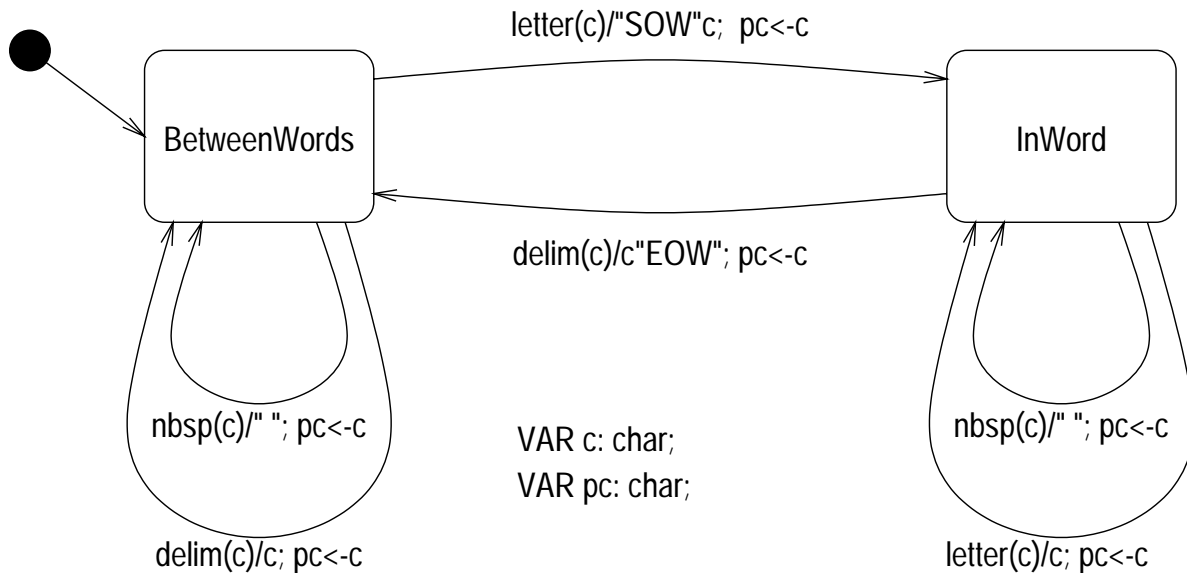 letter(c)/"SOW"c; pc<-c
BetweenWords
InWord
delim(c)/c"EOW"; pc<-c
nbsp(c)/" "; pc<-c
nbsp(c)/" "; pc<-c
VAR c: char;
VAR pc: char;
delim(c)/c; pc<-c
letter(c)/c; pc<-c